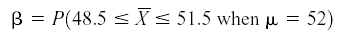 β = P(48.5 ≤ X̅ ≤ 51.5 when μ = 52)